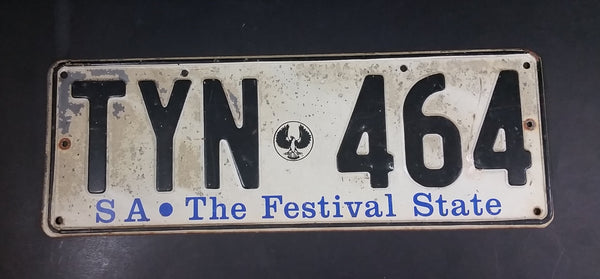 TYN 464
SA • The Festival State